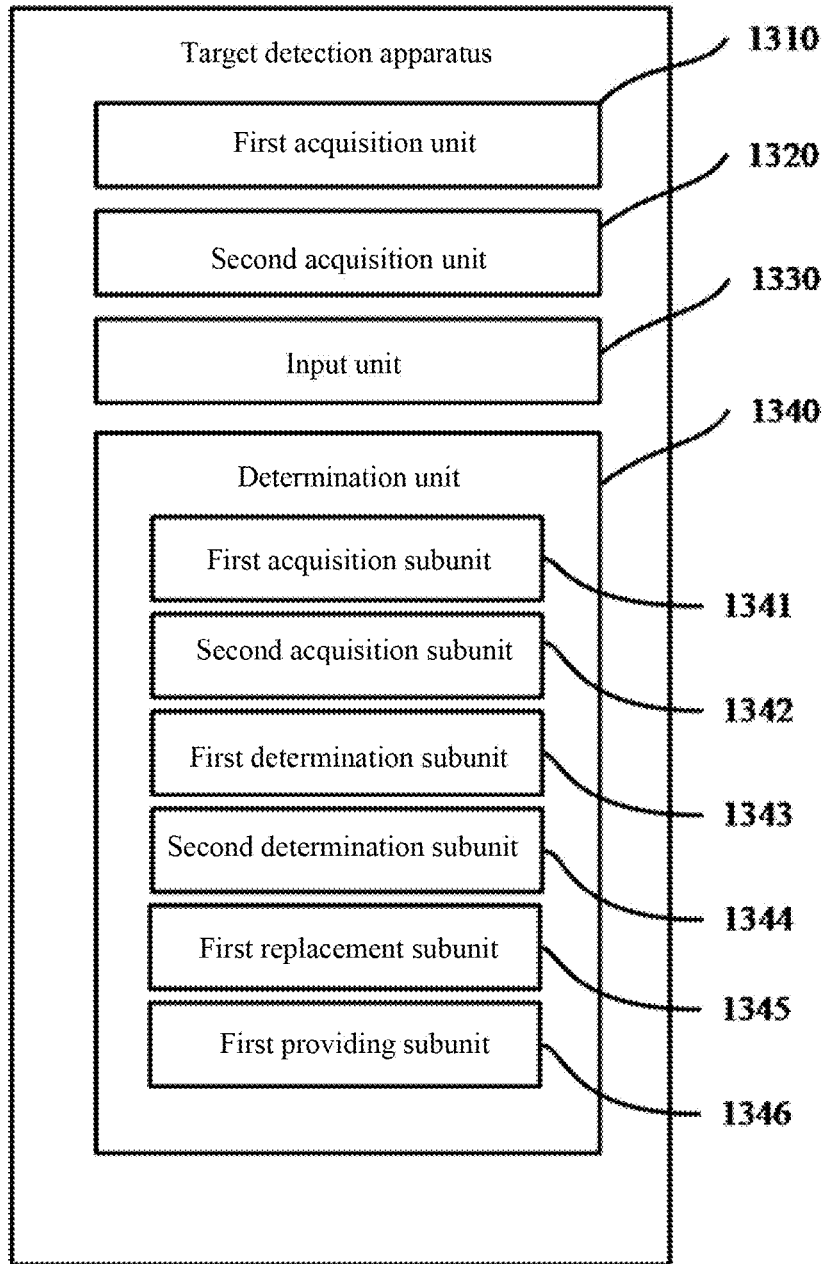 Target detection apparatus
1310
First acquisition unit
1320
Second acquisition unit
1330
Input unit
1340
Determination unit
First acquisition subunit
1341
Second acquisition subunit
1342
First determination subunit
1343
Second determination subunit
1344
First replacement subunit
1345
First providing subunit
1346